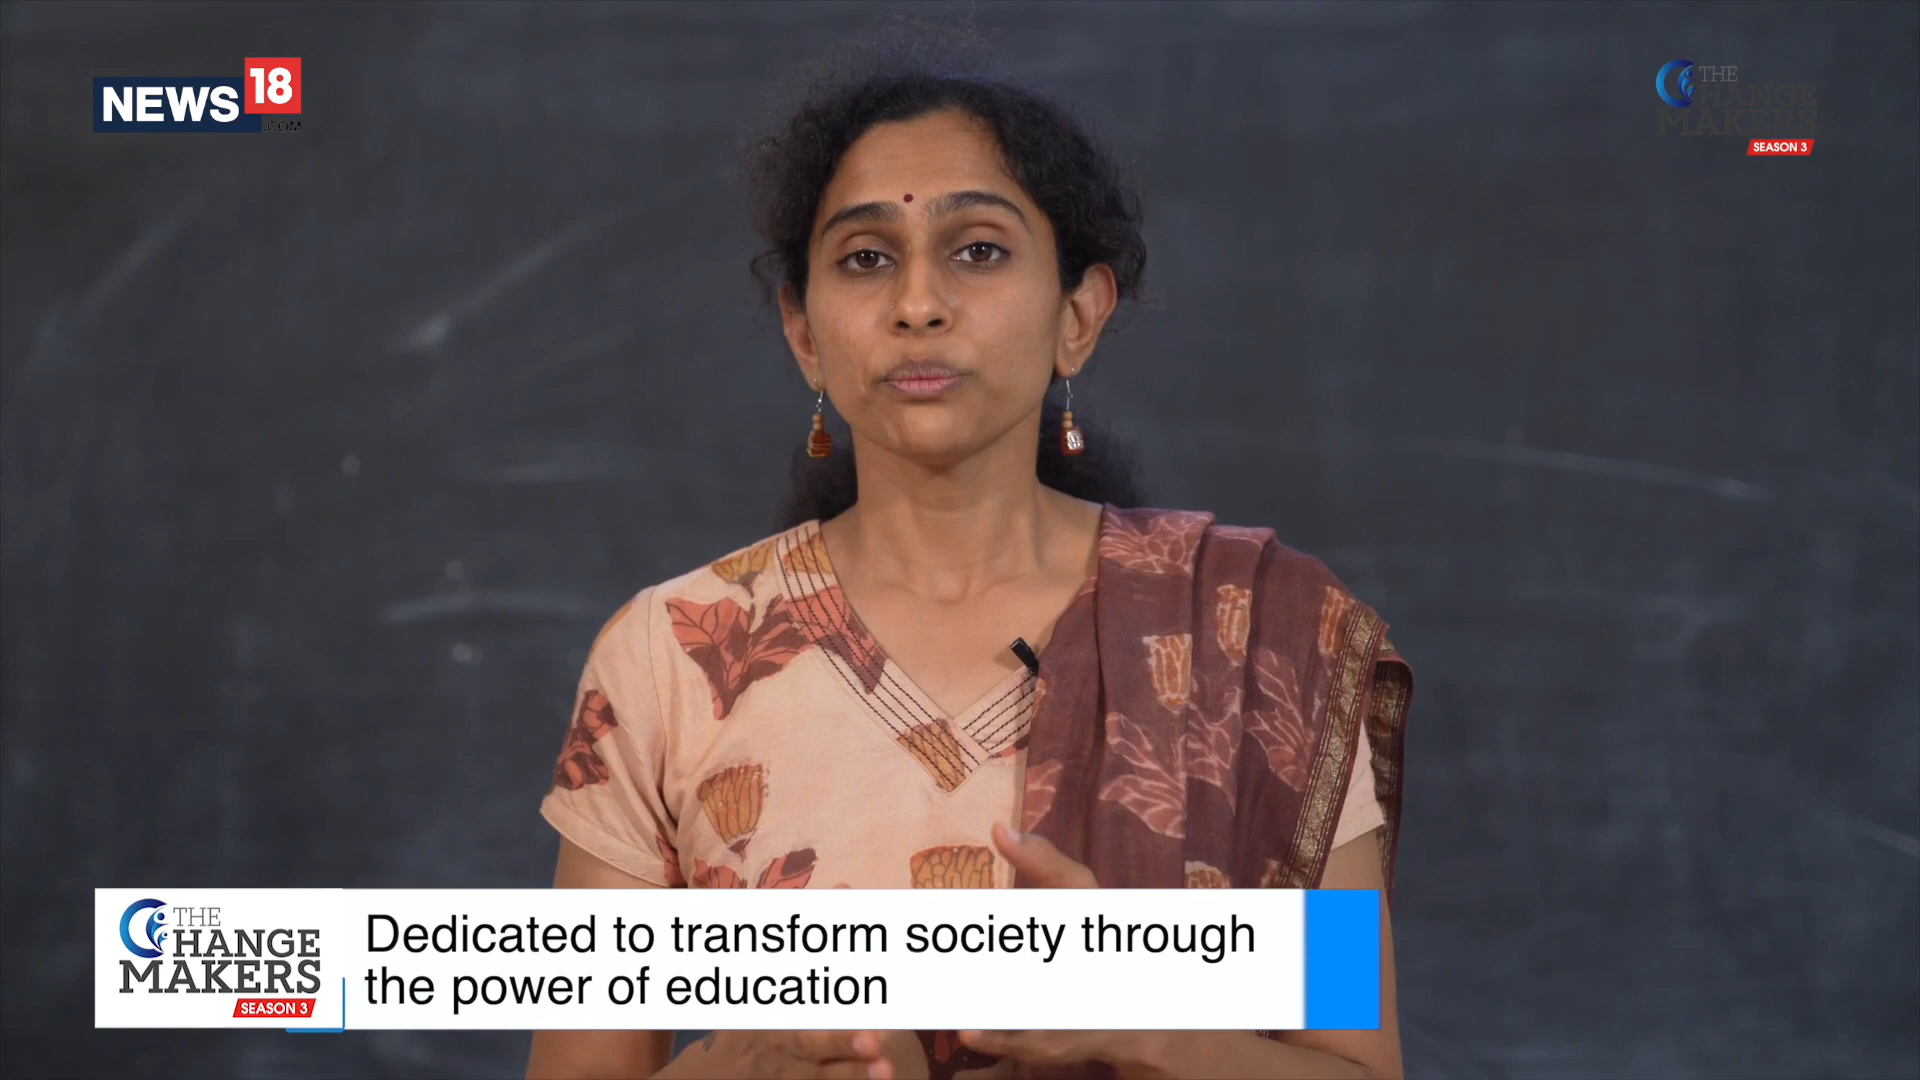 NEWS 18
.COM
THE
CHANGE
MAKERS
SEASON 3
THE
CHANGE
MAKERS
SEASON 3
Dedicated to transform society through
the power of education